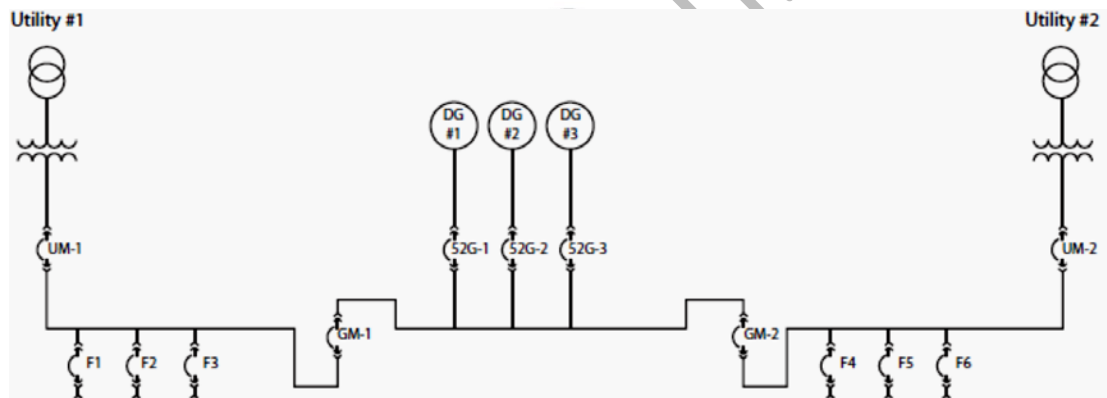 Utility #1
Utility #2
DG
#1
DG
#2
DG
#3
UM-1
52G-1
52G-2
52G-3
UM-2
GM-1
GM-2
F1
F2
F3
F4
F5
F6